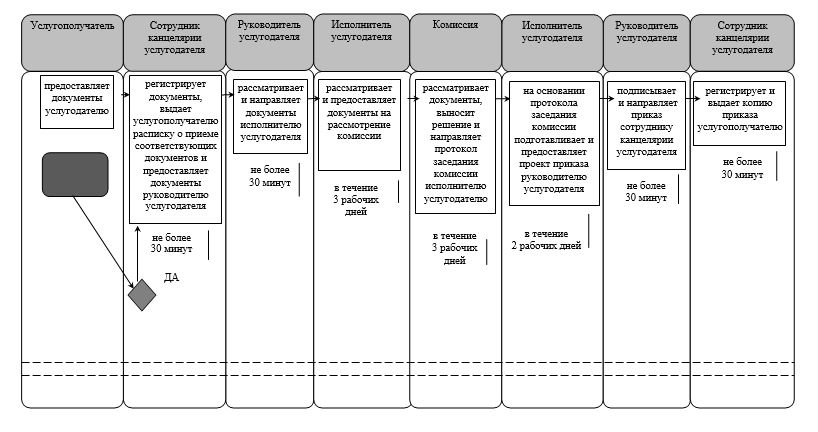 Услугополучатель
Сотрудник
канцелярии
услугодателя
Руководитель
услугодателя
Исполнитель
услугодателя
Комиссия
Исполнитель
услугодателя
Руководитель
услугодателя
Сотрудник
канцелярии
услугодателя
предоставляет
документы
услугодателю
регистрирует
документы,
выдает
услугополучателю
расписку о приеме
соответствующих
документов и
предоставляет
документы
руководителю
услугодателя
не более
30 минут
ДА
рассматривает
и направляет
документы
исполнителю
услугодателя
не более
30 минут
рассматривает
и предоставляет
документы на
рассмотрение
комиссии
в течение
3 рабочих
дней
рассматривает
документы,
выносит
решение и
направляет
протокол
заседания
комиссии
исполнителю
услугодателю
в течение
3 рабочих
дней
на основании
протокола
заседания
комиссии
подготавливает и
предоставляет
проект приказа
руководителю
услугодателя
в течение
2 рабочих дней
подписывает
и направляет
приказ
сотруднику
канцелярии
услугодателя
не более
30 минут
регистрирует и
выдает копию
приказа
услугополучателю
не более
30 минут